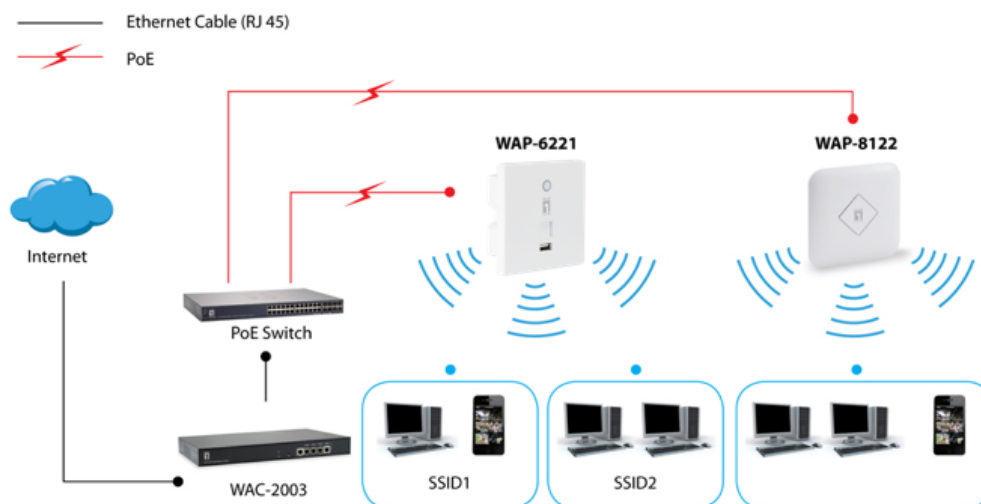 Ethernet Cable (RJ 45)
PoE
WAP-6221
WAP-8122
Internet
PoE Switch
WAC-2003
SSID1
SSID2